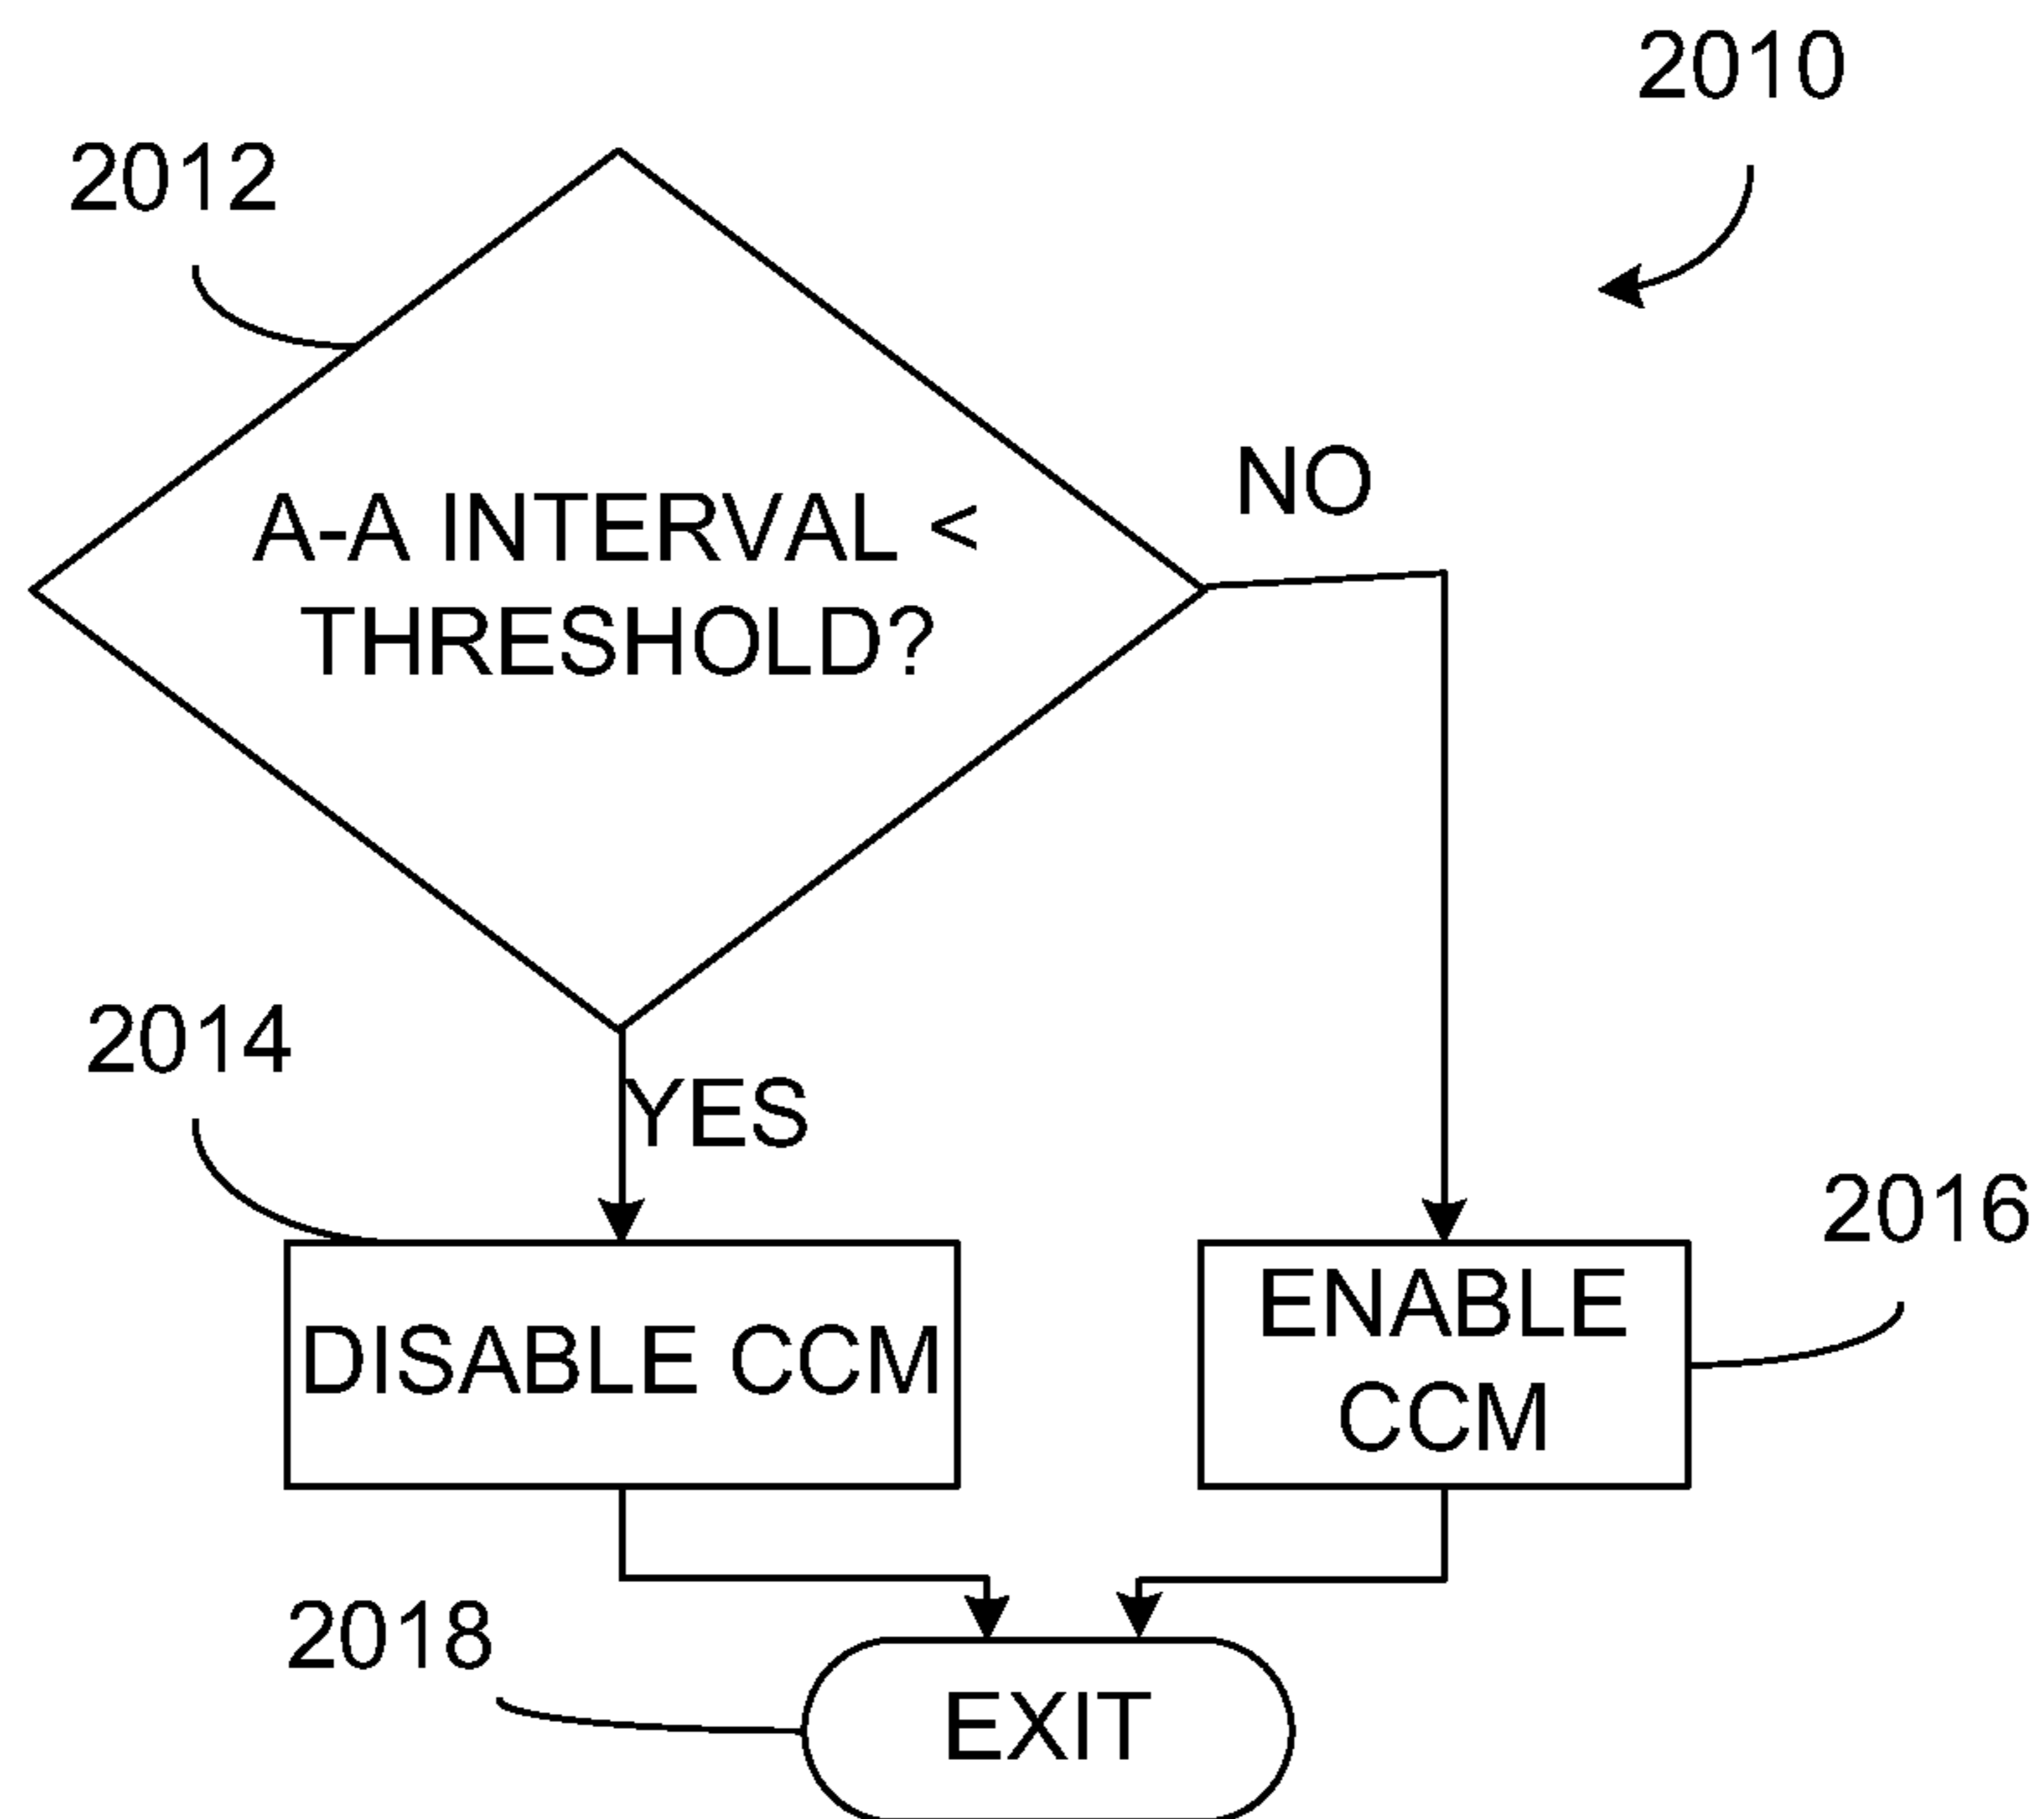 2010
2012
NO
A-A INTERVAL <
THRESHOLD?
2014
YES
2016
DISABLE CCM
ENABLE
CCM
2018
EXIT